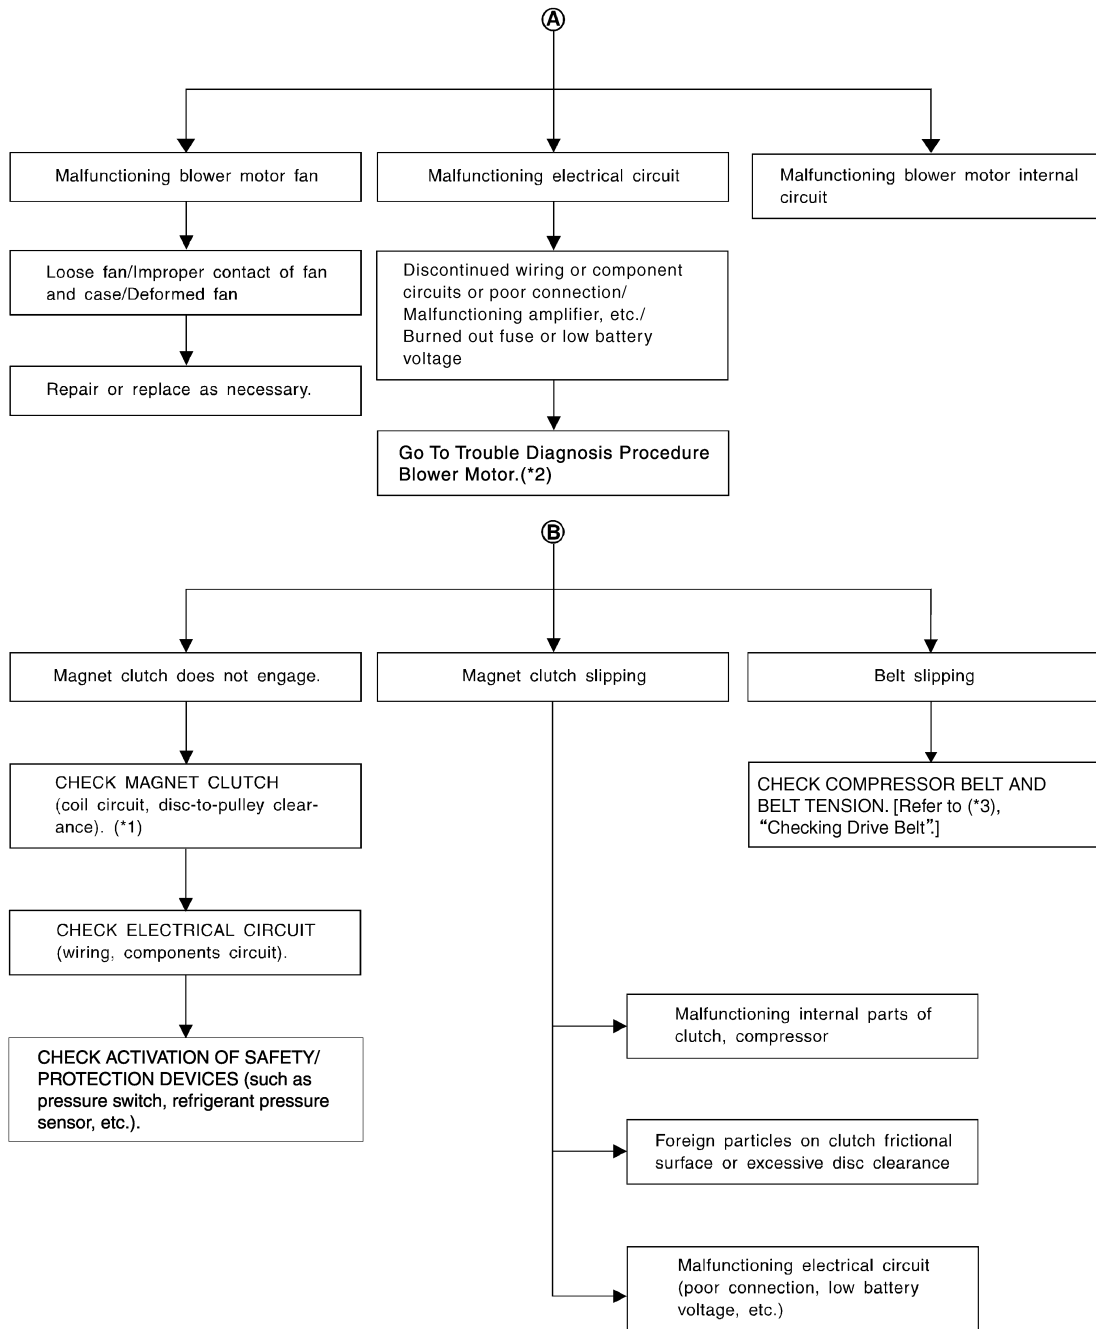 A
Malfunctioning blower motor fan
Malfunctioning electrical circuit
Malfunctioning blower motor internal
circuit
Loose fan/Improper contact of fan
and case/Deformed fan
Discontinued wiring or component
circuits or poor connection/
Malfunctioning amplifier, etc./
Burned out fuse or low battery
voltage
Repair or replace as necessary.
Go To Trouble Diagnosis Procedure
Blower Motor.(*2)
B
Magnet clutch does not engage.
Magnet clutch slipping
Belt slipping
CHECK MAGNET CLUTCH
(coil circuit, disc-to-pulley clear-
ance). (*1)
CHECK COMPRESSOR BELT AND
BELT TENSION. [Refer to (*3),
“Checking Drive Belt”.]
CHECK ELECTRICAL CIRCUIT
(wiring, components circuit).
CHECK ACTIVATION OF SAFETY/
PROTECTION DEVICES (such as
pressure switch, refrigerant pressure
sensor, etc.).
Malfunctioning internal parts of
clutch, compressor
Foreign particles on clutch frictional
surface or excessive disc clearance
Malfunctioning electrical circuit
(poor connection, low battery
voltage, etc.)